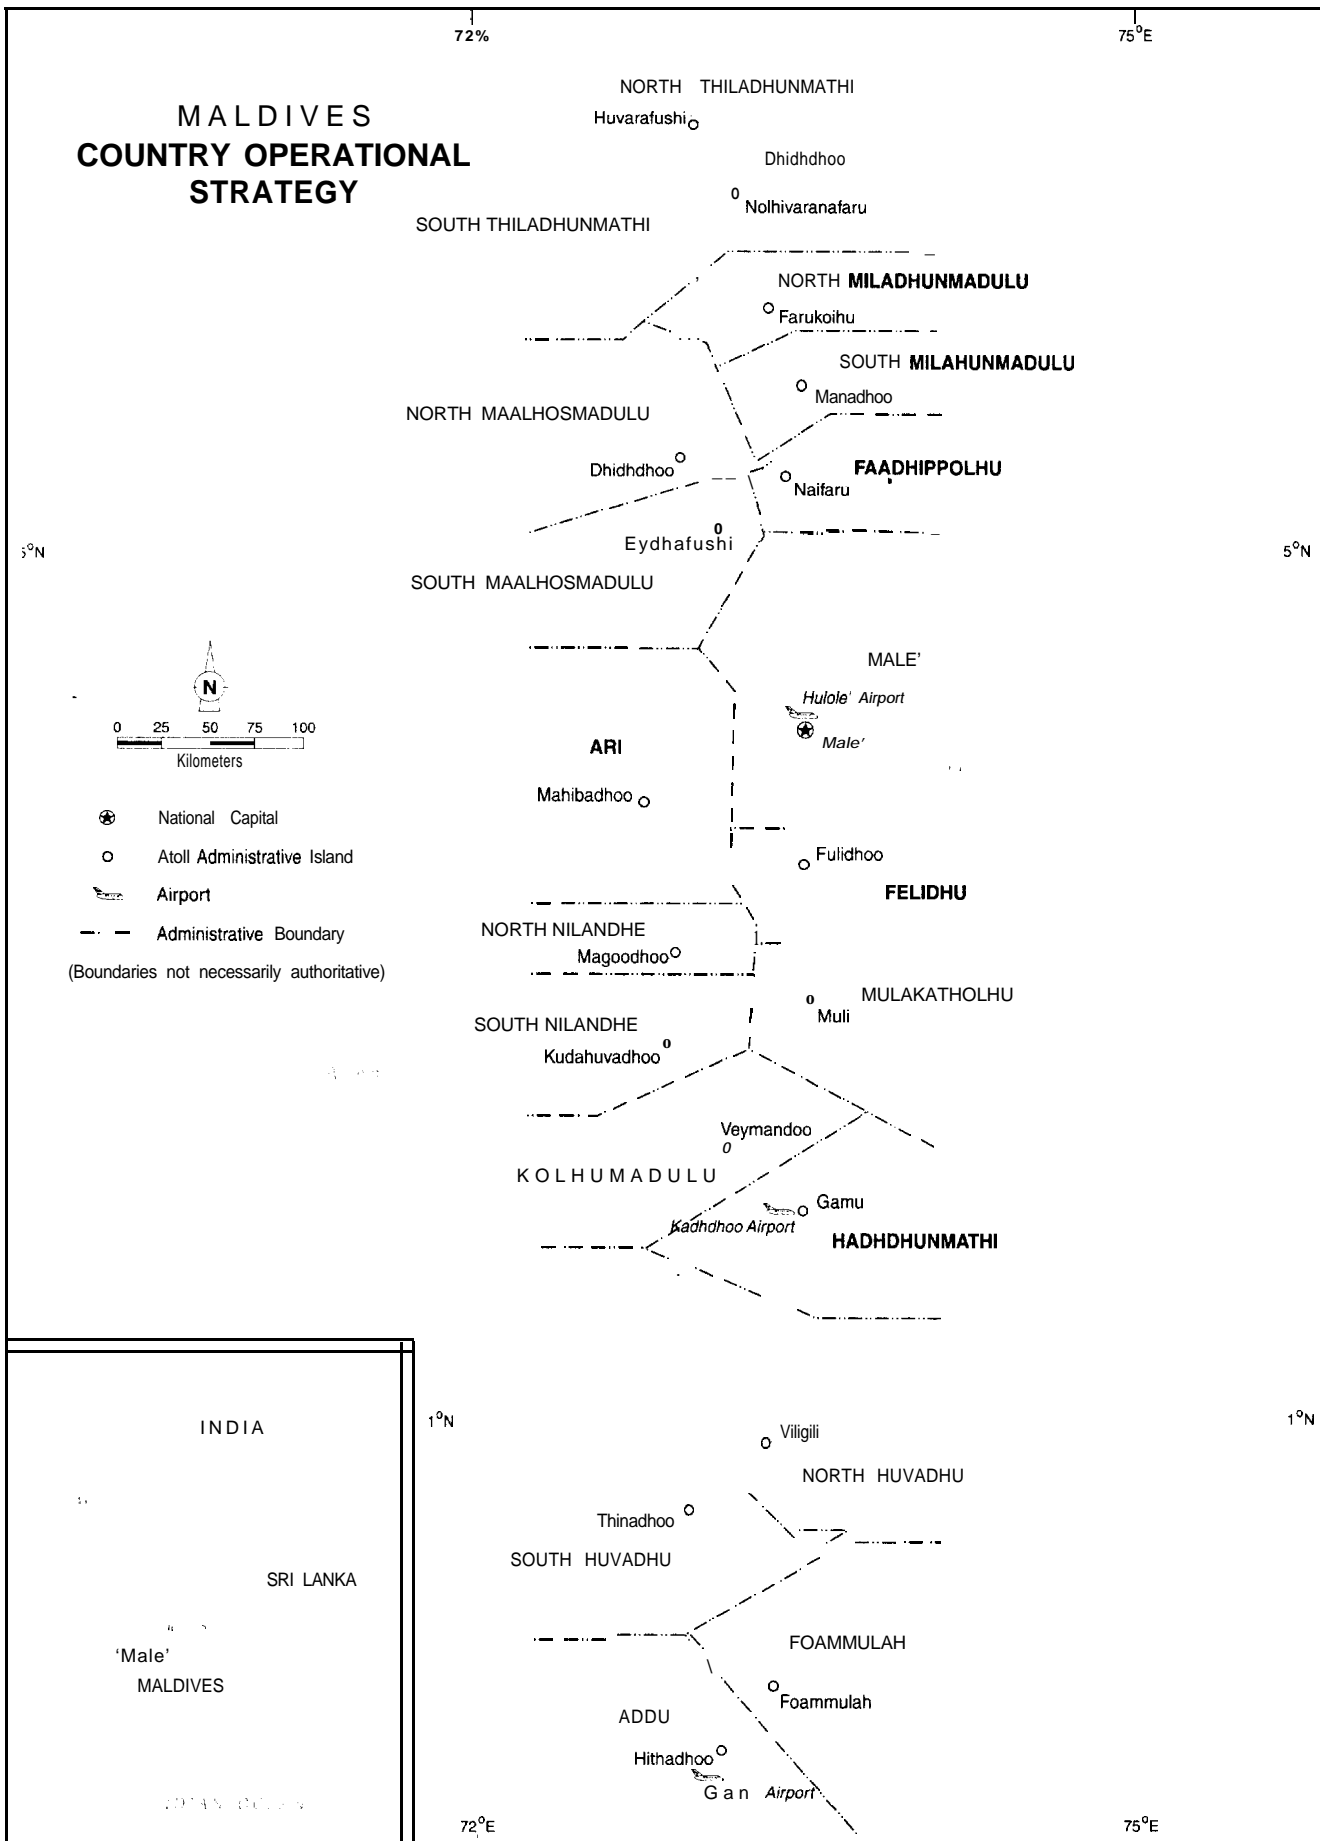 72%
75°E
MALDIVES
COUNTRY OPERATIONAL
STRATEGY
NORTH THILADHUNMATHI
Huvarafushi
Dhidhdhoo
Nolhivaranafaru
SOUTH THILADHUNMATHI
NORTH MILADHUNMADULU
Farukoihu
SOUTH MILAHUNMADULU
Manadhoo
NORTH MAALHOSMADULU
Dhidhdhoo
FAADHIPPOLHU
Naifaru
Eydhafushi
5°N
5°N
SOUTH MAALHOSMADULU
MALE'
Hulole' Airport
Male'
N
0 25 50 75 100
Kilometers
ARI
Mahibadhoo
National Capital
Atoll Administrative Island
Airport
Administrative Boundary
(Boundaries not necessarily authoritative)
Fulidhoo
FELIDHU
NORTH NILANDHE
Magoodhoo
MULAKATHOLHU
Muli
SOUTH NILANDHE
Kudahuvadhoo
Veymandoo
KOLHUMADULU
Gamu
Kadhdhoo Airport
HADHDHUNMATHI
INDIA
SRI LANKA
'Male'
MALDIVES
1°N
1°N
Viligili
NORTH HUVADHU
Thinadhoo
SOUTH HUVADHU
FOAMMULAH
Foammulah
ADDU
Hithadhoo
Gan Airport
72°E
75°E